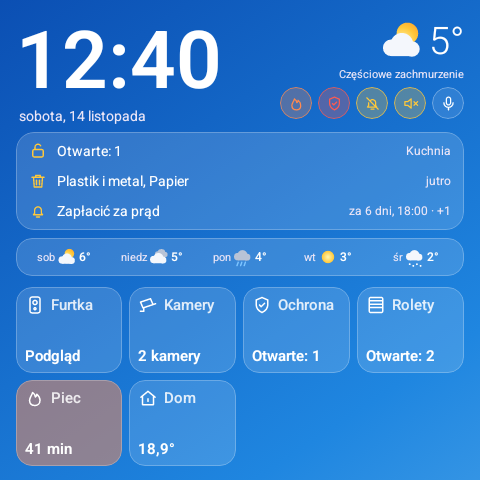 12:40
5°
Częściowe zachmurzenie
sobota, 14 listopada
Otwarte: 1 Kuchnia
Plastik i metal, Papier jutro
Zapłacić za prąd za 6 dni, 18:00 · +1
sob 6° niedz 5° pon 4° wt 3° śr 2°
Furtka Kamery Ochrona Rolety
Podgląd 2 kamery Otwarte: 1 Otwarte: 2
Piec Dom
41 min 18,9°